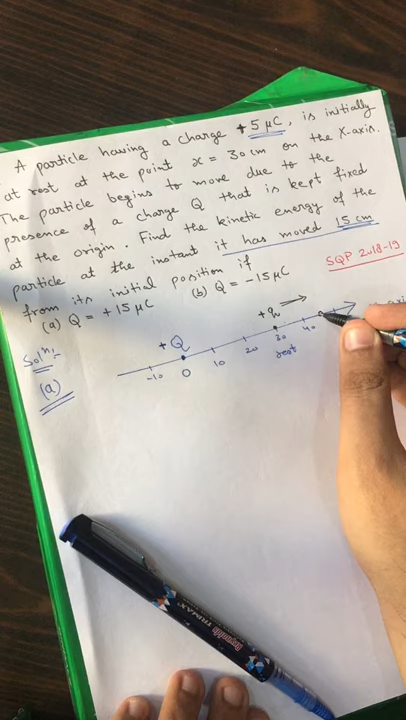 A particle having a charge +5 μC, is initially
at rest at the point x = 30 cm on the X-axis.
The particle begins to move due to the
presence of a charge Q that is kept fixed
at the origin. Find the kinetic energy of the
particle at the instant it has moved 15 cm
from its initial position if
SQP 2018-19
(a) Q = +15 μC (b) Q = -15 μC
Solⁿ:-
(a)
+Q
+q
-10 0 10 20 30 40
rest
Reynolds TRIMAX